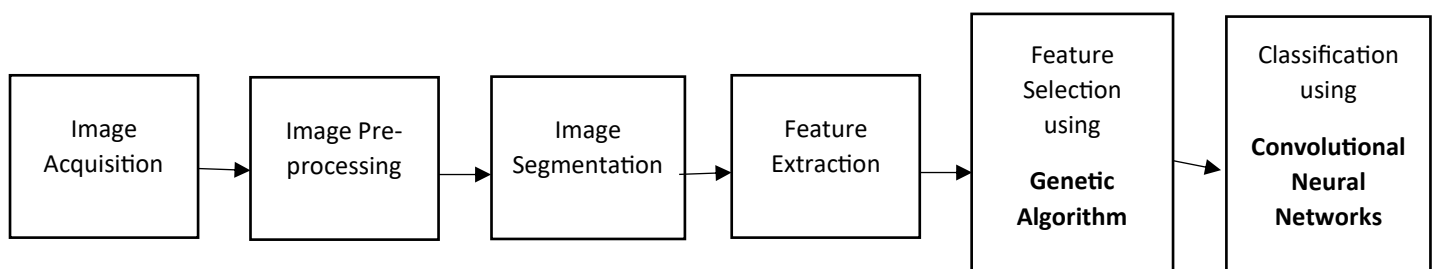 Image
Acquisition
Image Pre-
processing
Image
Segmentation
Feature
Extraction
Feature
Selection
using
Genetic
Algorithm
Classification
using
Convolutional
Neural
Networks